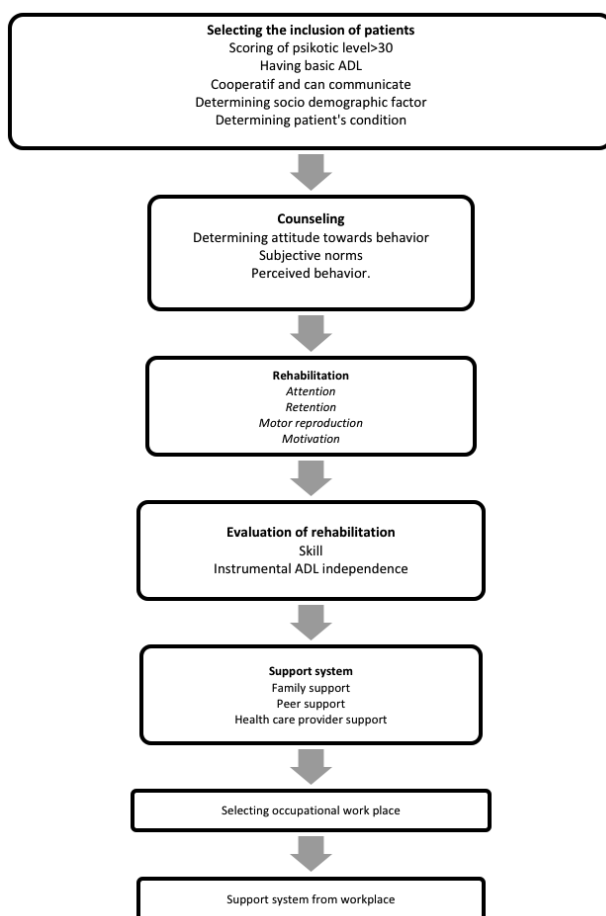 Selecting the inclusion of patients
Scoring of psikotic level>30
Having basic ADL
Cooperatif and can communicate
Determining socio demographic factor
Determining patient's condition
Counseling
Determining attitude towards behavior
Subjective norms
Perceived behavior.
Rehabilitation
Attention
Retention
Motor reproduction
Motivation
Evaluation of rehabilitation
Skill
Instrumental ADL independence
Support system
Family support
Peer support
Health care provider support
Selecting occupational work place
Support system from workplace